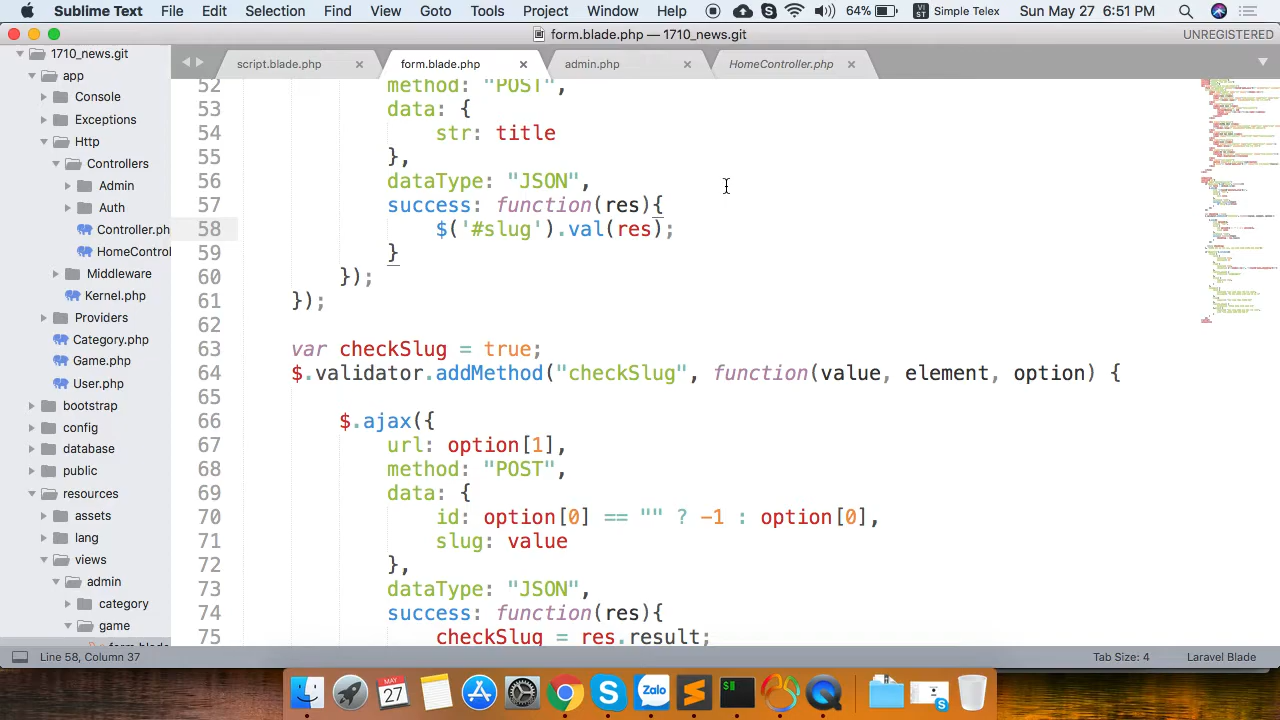 Sublime Text File Edit Selection Find View Goto Tools Project Window Help 64% VI ST Simple Telex Sun May 27 6:51 PM
form.blade.php — 1710_news.git UNREGISTERED
script.blade.php form.blade.php admin.php HomeController.php
1710_news.git
app
Console
Exceptions
Http
Controllers
Auth
HomeContro
Middleware
Kernel.php
Providers
Category.php
Game.php
User.php
bootstrap
config
database
public
resources
assets
lang
views
admin
category
game
52 method: "POST",
53 data: {
54 str: title
55 },
56 dataType: "JSON",
57 success: function(res){
58 $('#slug').val(res);
59 }
60 });
61 });
62
63 var checkSlug = true;
64 $.validator.addMethod("checkSlug", function(value, element, option) {
65
66 $.ajax({
67 url: option[1],
68 method: "POST",
69 data: {
70 id: option[0] == "" ? -1 : option[0],
71 slug: value
72 },
73 dataType: "JSON",
74 success: function(res){
75 checkSlug = res.result;
Line 58, Column 37 Tab Size: 4 Laravel Blade
MAY 27 Zalo